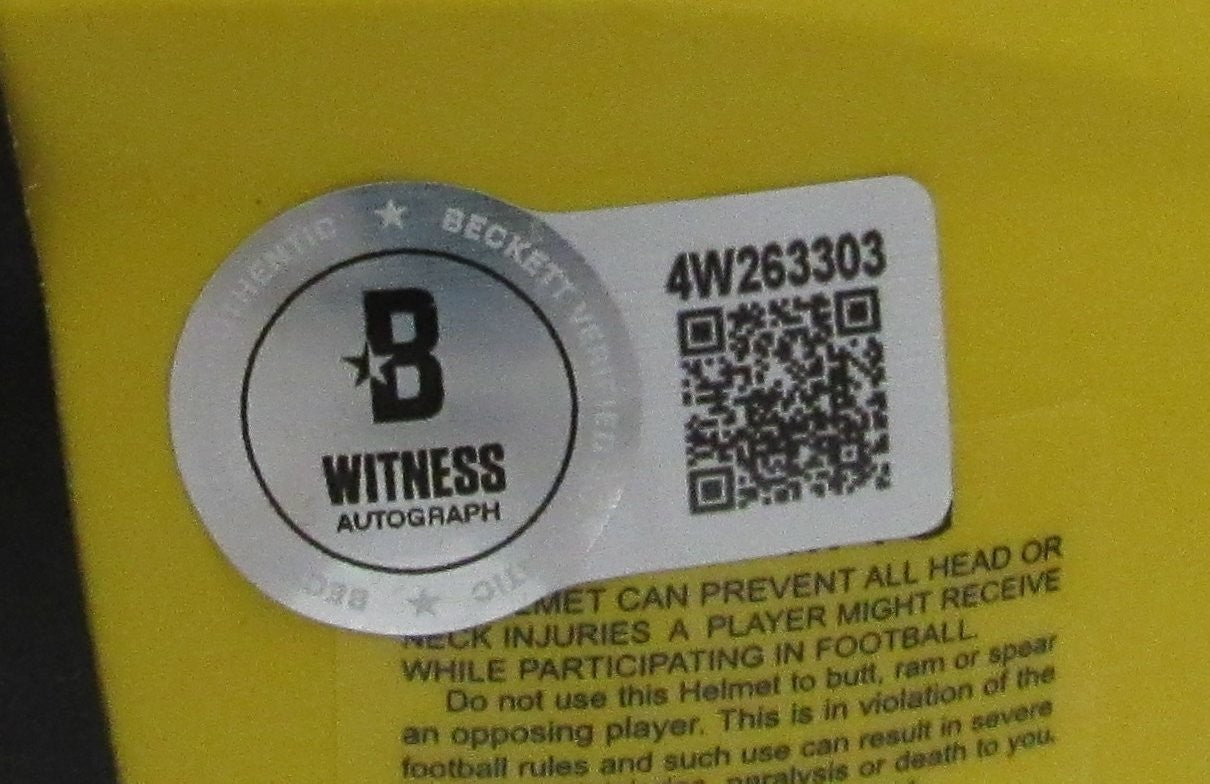 BECKETT VERIFIED
B
WITNESS
AUTOGRAPH
4W263303
CAN PREVENT ALL HEAD OR
NECK INJURIES A PLAYER MIGHT RECEIVE
WHILE PARTICIPATING IN FOOTBALL.
Do not use this Helmet to butt, ram or spear
an opposing player. This is in violation of the
football rules and such use can result in severe
paralysis or death to you.